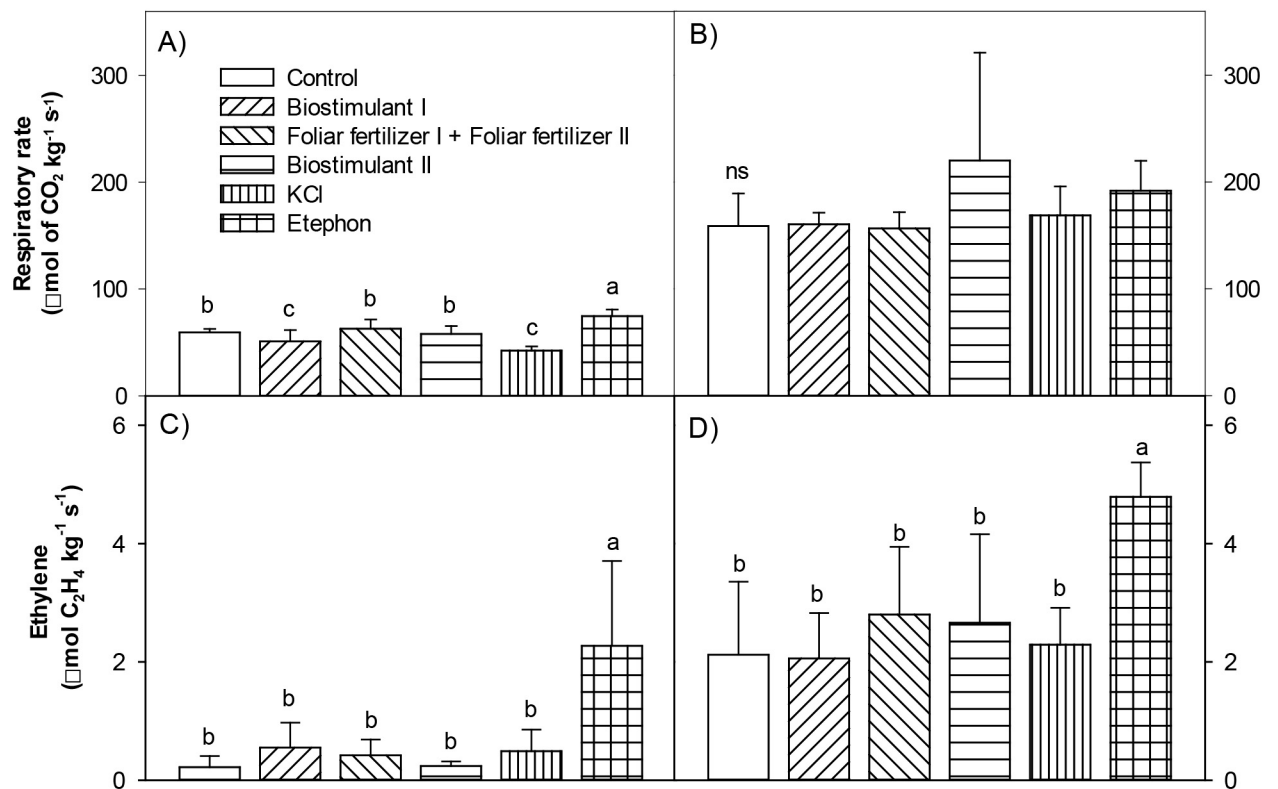 A)
B)
Control
Biostimulant I
Foliar fertilizer I + Foliar fertilizer II
Biostimulant II
KCl
Etephon
Respiratory rate
(□mol of CO₂ kg⁻¹ s⁻¹)
300
200
100
0
b
c
b
b
c
a
ns
300
200
100
0
C)
D)
Ethylene
(□mol C₂H₄ kg⁻¹ s⁻¹)
6
4
2
0
b
b
b
b
b
a
b
b
b
b
b
a
6
4
2
0